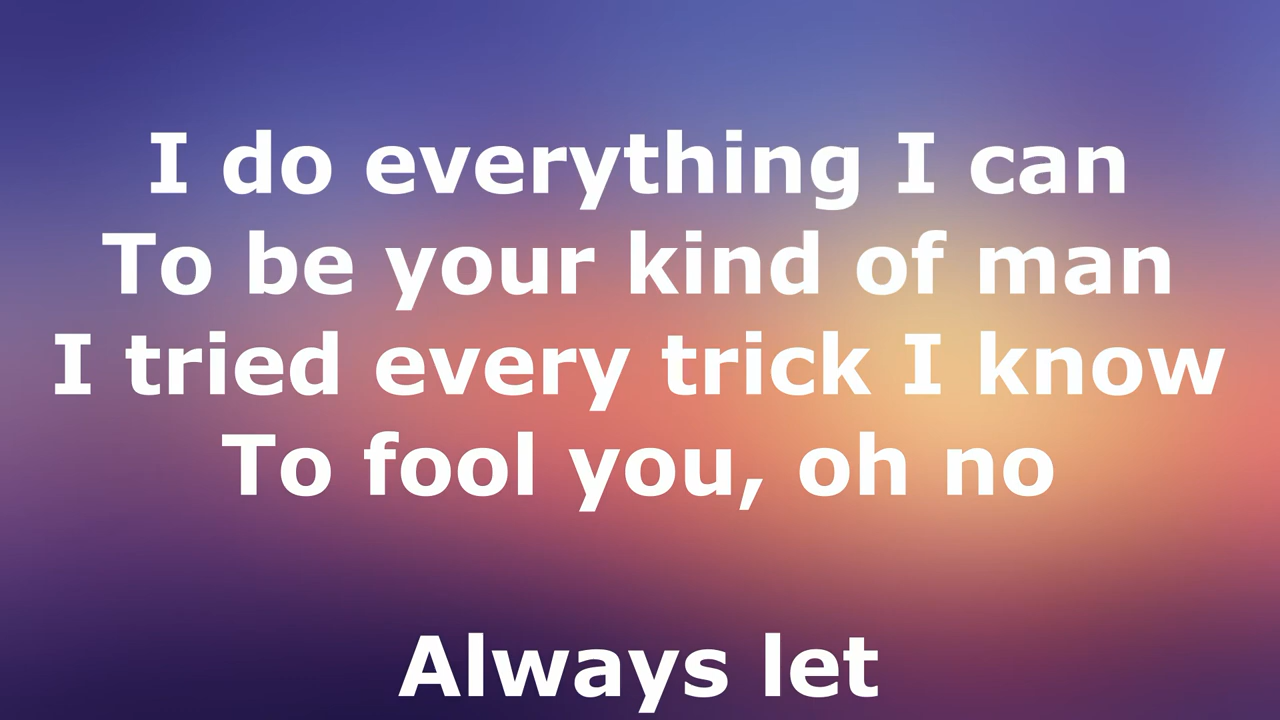 I do everything I can
To be your kind of man
I tried every trick I know
To fool you, oh no
Always let